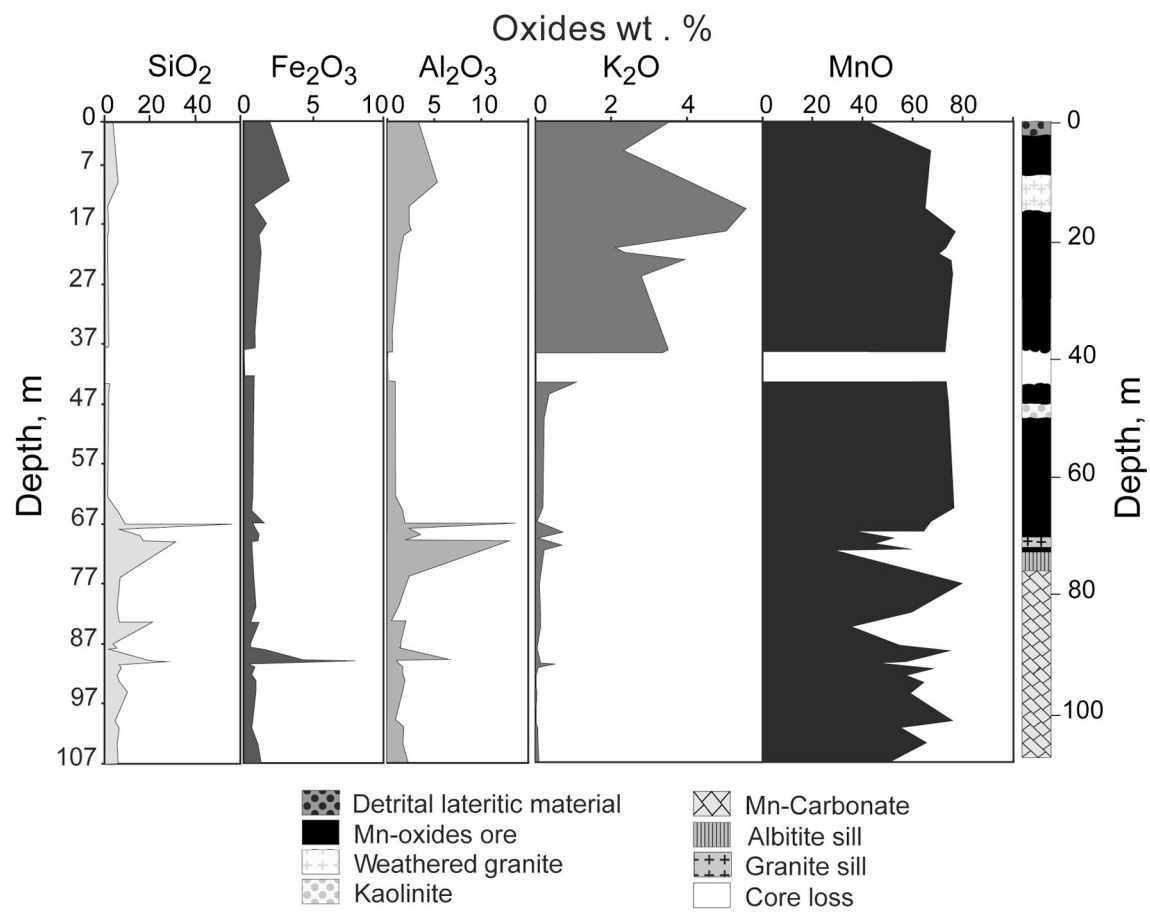 Oxides wt . %
SiO2 Fe2O3 Al2O3 K2O MnO
0 20 40 0 5 10 0 5 10 0 2 4 0 20 40 60 80
0
7
17
27
37
47
57
67
77
87
97
107
Depth, m
0
20
40
60
80
100
Depth, m
Detrital lateritic material
Mn-oxides ore
Weathered granite
Kaolinite
Mn-Carbonate
Albitite sill
Granite sill
Core loss